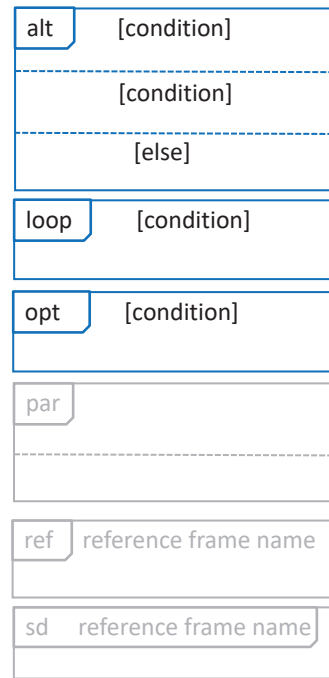 alt [condition]
[condition]
[else]
loop [condition]
opt [condition]
par
ref reference frame name
sd reference frame name